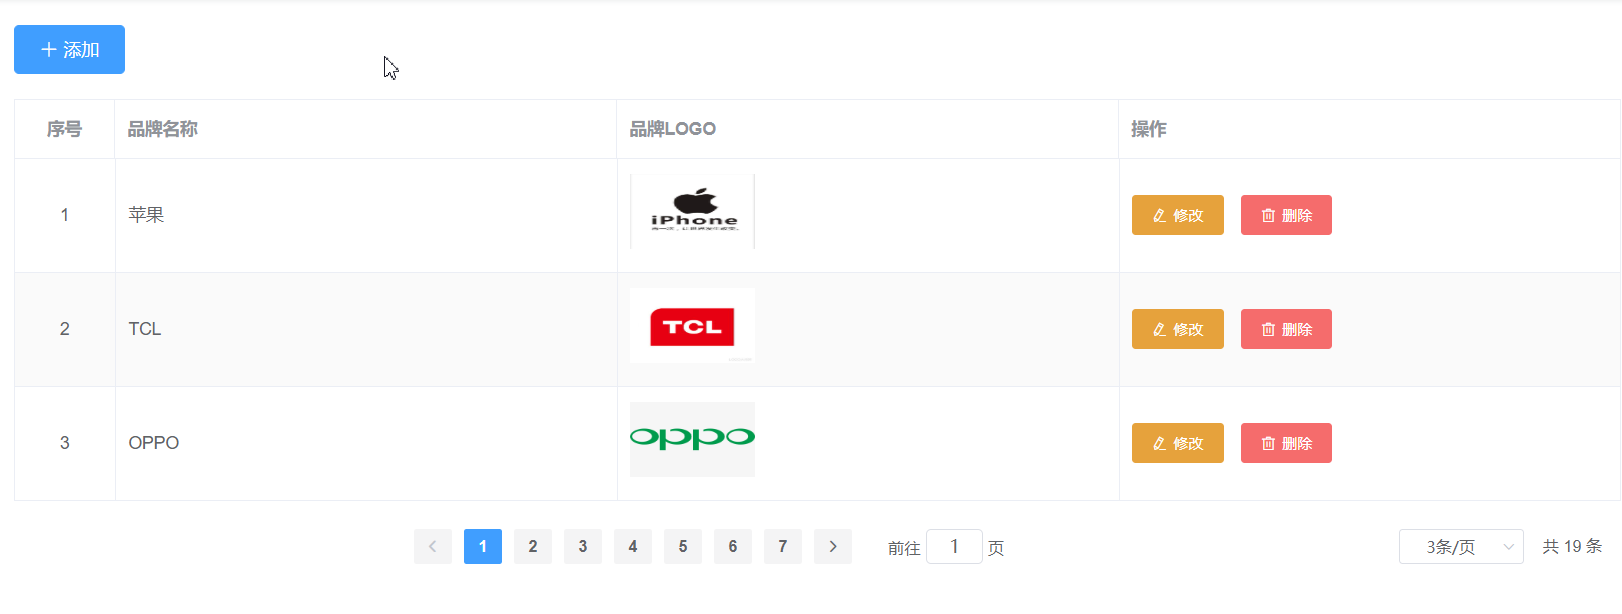 添加
序号 品牌名称 品牌LOGO 操作
1 苹果 iPhone 修改 删除
2 TCL TCL 修改 删除
3 OPPO oppo 修改 删除
1 2 3 4 5 6 7 前往 1 页 3条/页 共 19 条